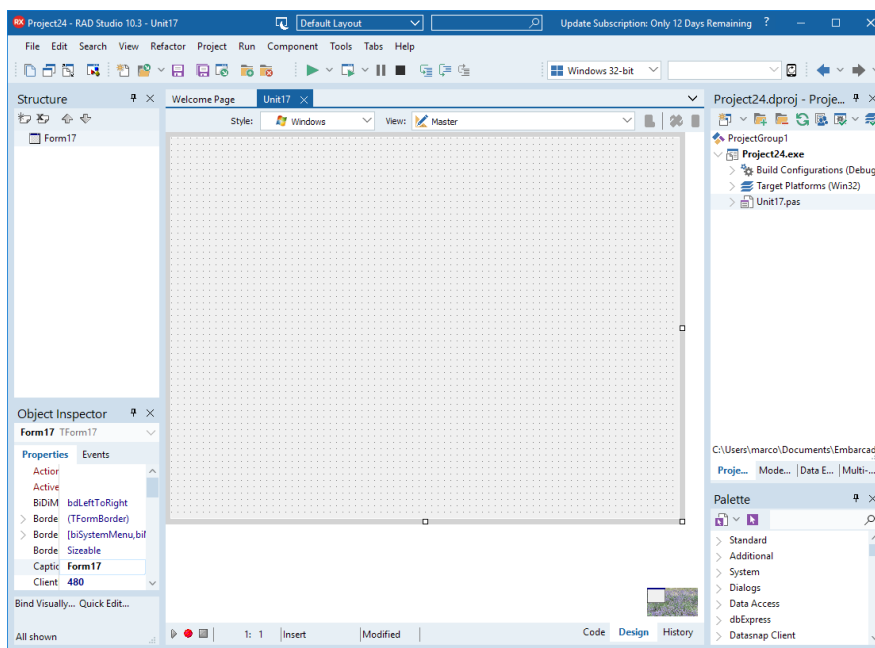 RX Project24 - RAD Studio 10.3 - Unit17
Default Layout
Update Subscription: Only 12 Days Remaining ?
File Edit Search View Refactor Project Run Component Tools Tabs Help
Windows 32-bit
Structure
Form17
Welcome Page Unit17
Style: Windows View: Master
Project24.dproj - Proje...
ProjectGroup1
Project24.exe
Build Configurations (Debug
Target Platforms (Win32)
Unit17.pas
C:\Users\marco\Documents\Embarcad
Proje... Mode... Data E... Multi-...
Object Inspector
Form17 TForm17
Properties Events
Action
Active
BiDiM bdLeftToRight
Borde (TFormBorder)
Borde [biSystemMenu,biM
Borde Sizeable
Captic Form17
Client 480
Bind Visually... Quick Edit...
All shown
1: 1 Insert Modified
Code Design History
Palette
Standard
Additional
System
Dialogs
Data Access
dbExpress
Datasnap Client